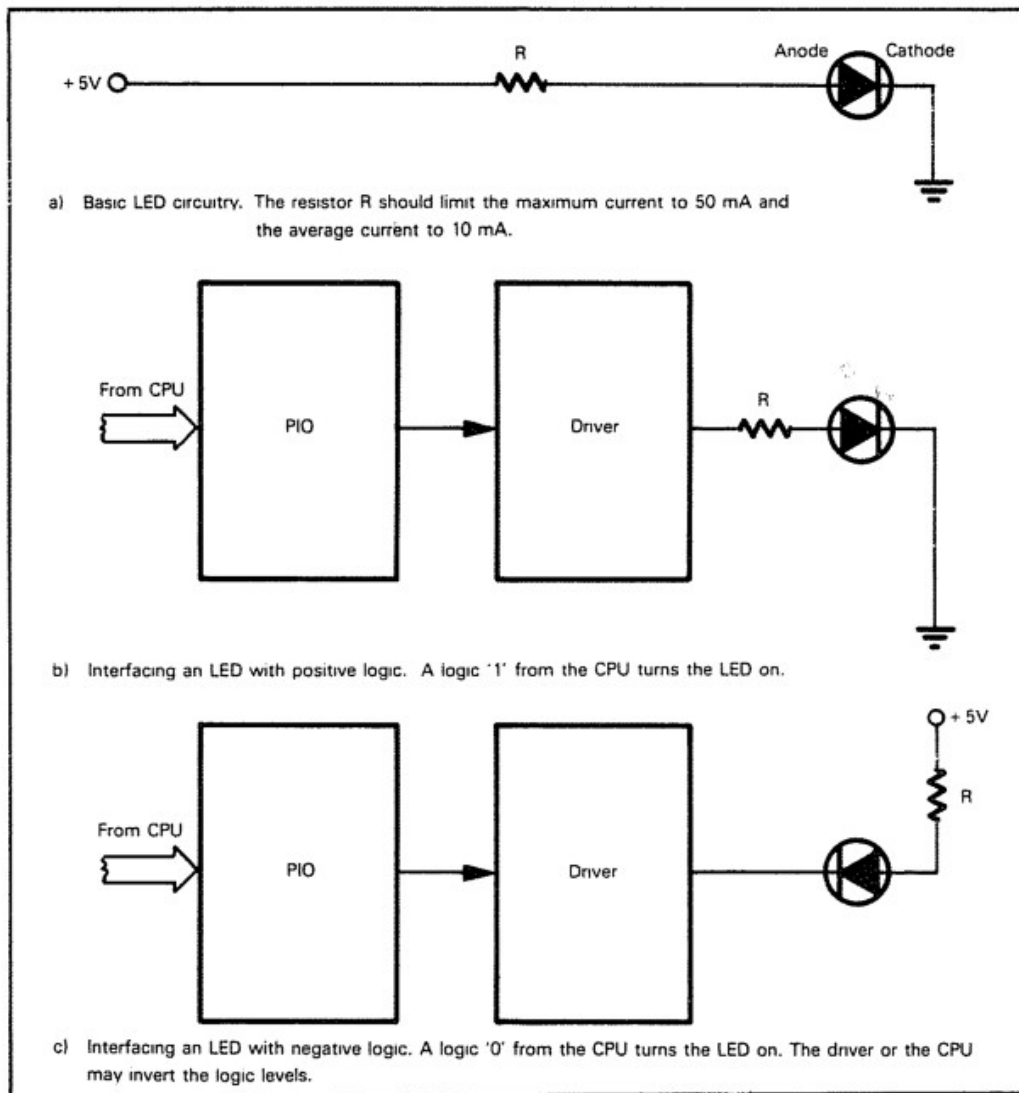 R
Anode Cathode
+ 5V
a) Basic LED circuitry. The resistor R should limit the maximum current to 50 mA and
the average current to 10 mA.
From CPU
PIO
Driver
R
b) Interfacing an LED with positive logic. A logic '1' from the CPU turns the LED on.
+ 5V
R
From CPU
PIO
Driver
c) Interfacing an LED with negative logic. A logic '0' from the CPU turns the LED on. The driver or the CPU
may invert the logic levels.